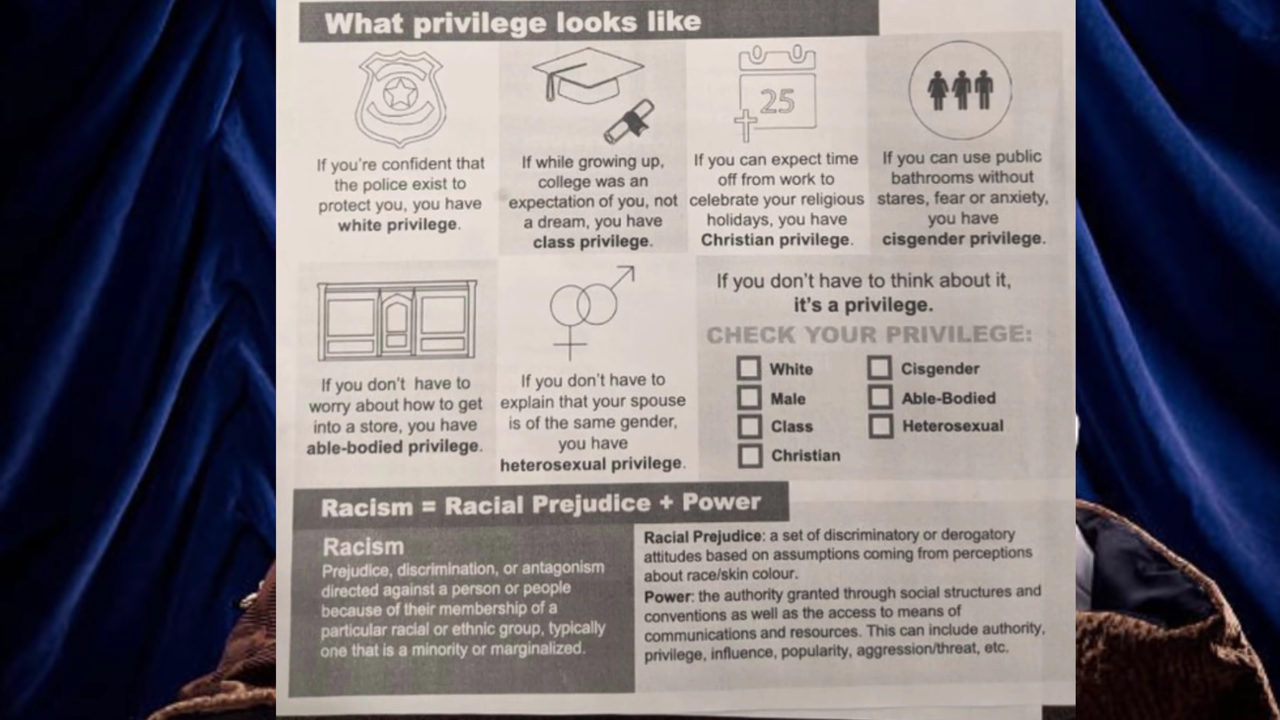 What privilege looks like
25
If you're confident that
the police exist to
protect you, you have
white privilege.
If while growing up,
college was an
expectation of you, not
a dream, you have
class privilege.
If you can expect time
off from work to
celebrate your religious
holidays, you have
Christian privilege.
If you can use public
bathrooms without
stares, fear or anxiety,
you have
cisgender privilege.
If you don't have to
worry about how to get
into a store, you have
able-bodied privilege.
If you don't have to
explain that your spouse
is of the same gender,
you have
heterosexual privilege.
If you don't have to think about it,
it's a privilege.
CHECK YOUR PRIVILEGE:
White
Male
Class
Christian
Cisgender
Able-Bodied
Heterosexual
Racism = Racial Prejudice + Power
Racism
Prejudice, discrimination, or antagonism
directed against a person or people
because of their membership of a
particular racial or ethnic group, typically
one that is a minority or marginalized.
Racial Prejudice: a set of discriminatory or derogatory
attitudes based on assumptions coming from perceptions
about race/skin colour.
Power: the authority granted through social structures and
conventions as well as the access to means of
communications and resources. This can include authority,
privilege, influence, popularity, aggression/threat, etc.